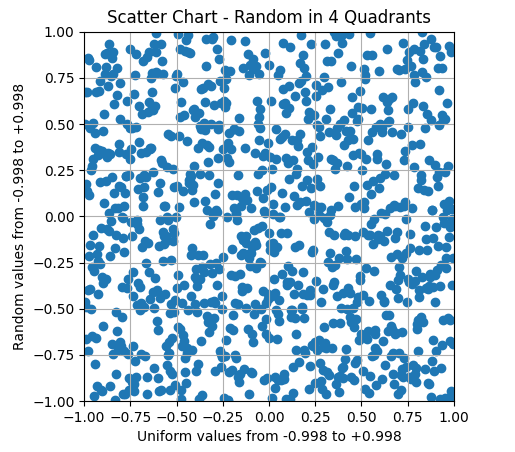 Scatter Chart - Random in 4 Quadrants
1.00
0.75
0.50
0.25
0.00
−0.25
−0.50
−0.75
−1.00
Random values from -0.998 to +0.998
−1.00 −0.75 −0.50 −0.25 0.00 0.25 0.50 0.75 1.00
Uniform values from -0.998 to +0.998